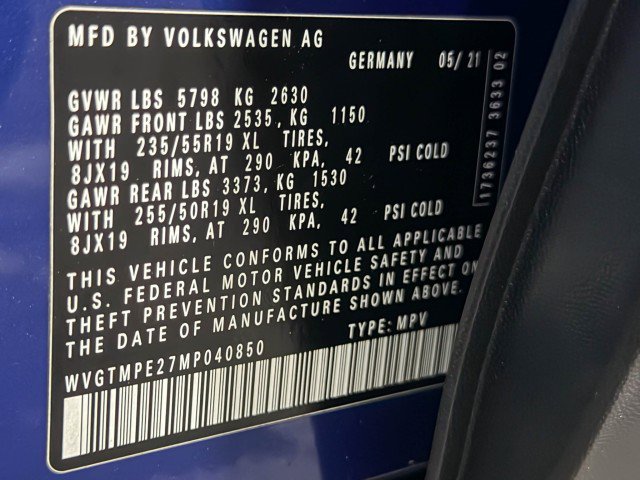 MFD BY VOLKSWAGEN AG
GERMANY 05/21
GVWR LBS 5798 KG 2630
GAWR FRONT LBS 2535, KG 1150
WITH 235/55R19 XL TIRES,
8JX19 RIMS, AT 290 KPA, 42 PSI COLD
GAWR REAR LBS 3373, KG 1530
WITH 255/50R19 XL TIRES,
8JX19 RIMS, AT 290 KPA, 42 PSI COLD
THIS VEHICLE CONFORMS TO ALL APPLICABLE
U.S. FEDERAL MOTOR VEHICLE SAFETY AND
THEFT PREVENTION STANDARDS IN EFFECT ON
THE DATE OF MANUFACTURE SHOWN ABOVE.
TYPE: MPV
WVGTMPE27MP040850
1736237 3633 02